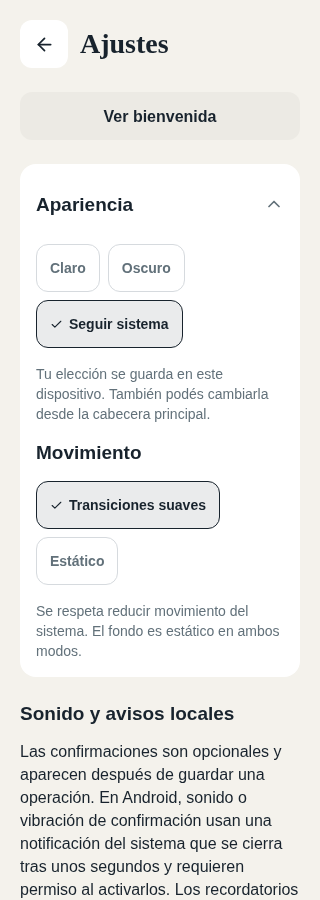 Ajustes
Ver bienvenida
Apariencia
Claro
Oscuro
Seguir sistema
Tu elección se guarda en este
dispositivo. También podés cambiarla
desde la cabecera principal.
Movimiento
Transiciones suaves
Estático
Se respeta reducir movimiento del
sistema. El fondo es estático en ambos
modos.
Sonido y avisos locales
Las confirmaciones son opcionales y
aparecen después de guardar una
operación. En Android, sonido o
vibración de confirmación usan una
notificación del sistema que se cierra
tras unos segundos y requieren
permiso al activarlos. Los recordatorios